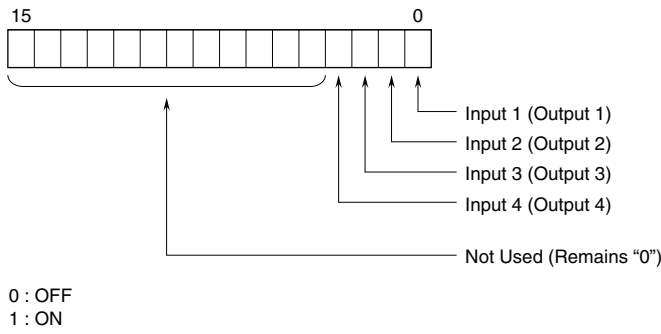 15 0
Input 1 (Output 1)
Input 2 (Output 2)
Input 3 (Output 3)
Input 4 (Output 4)
Not Used (Remains “0”)
0 : OFF
1 : ON